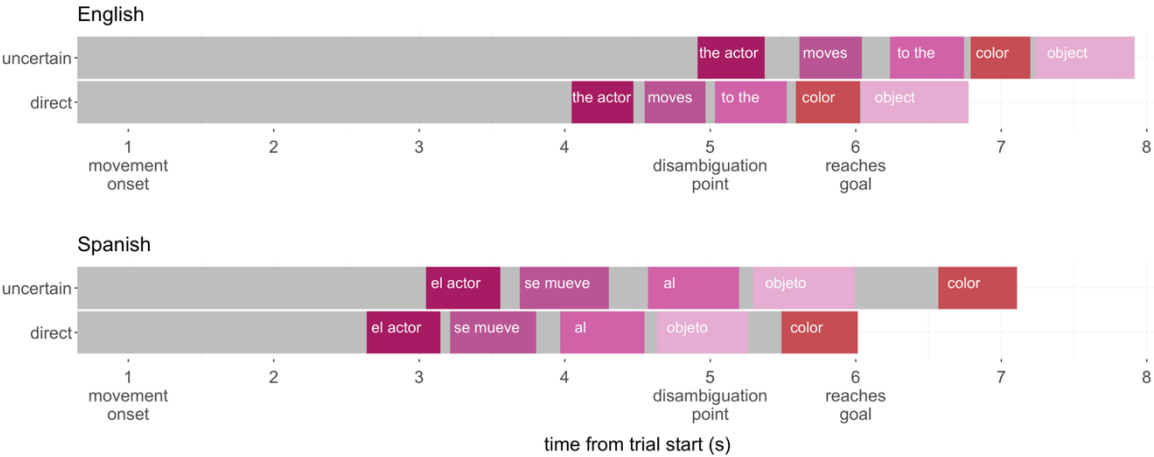 English
uncertain
the actor moves to the color object
direct
the actor moves to the color object
1 2 3 4 5 6 7 8
movement onset
disambiguation point
reaches goal
Spanish
uncertain
el actor se mueve al objeto color
direct
el actor se mueve al objeto color
1 2 3 4 5 6 7 8
movement onset
disambiguation point
reaches goal
time from trial start (s)